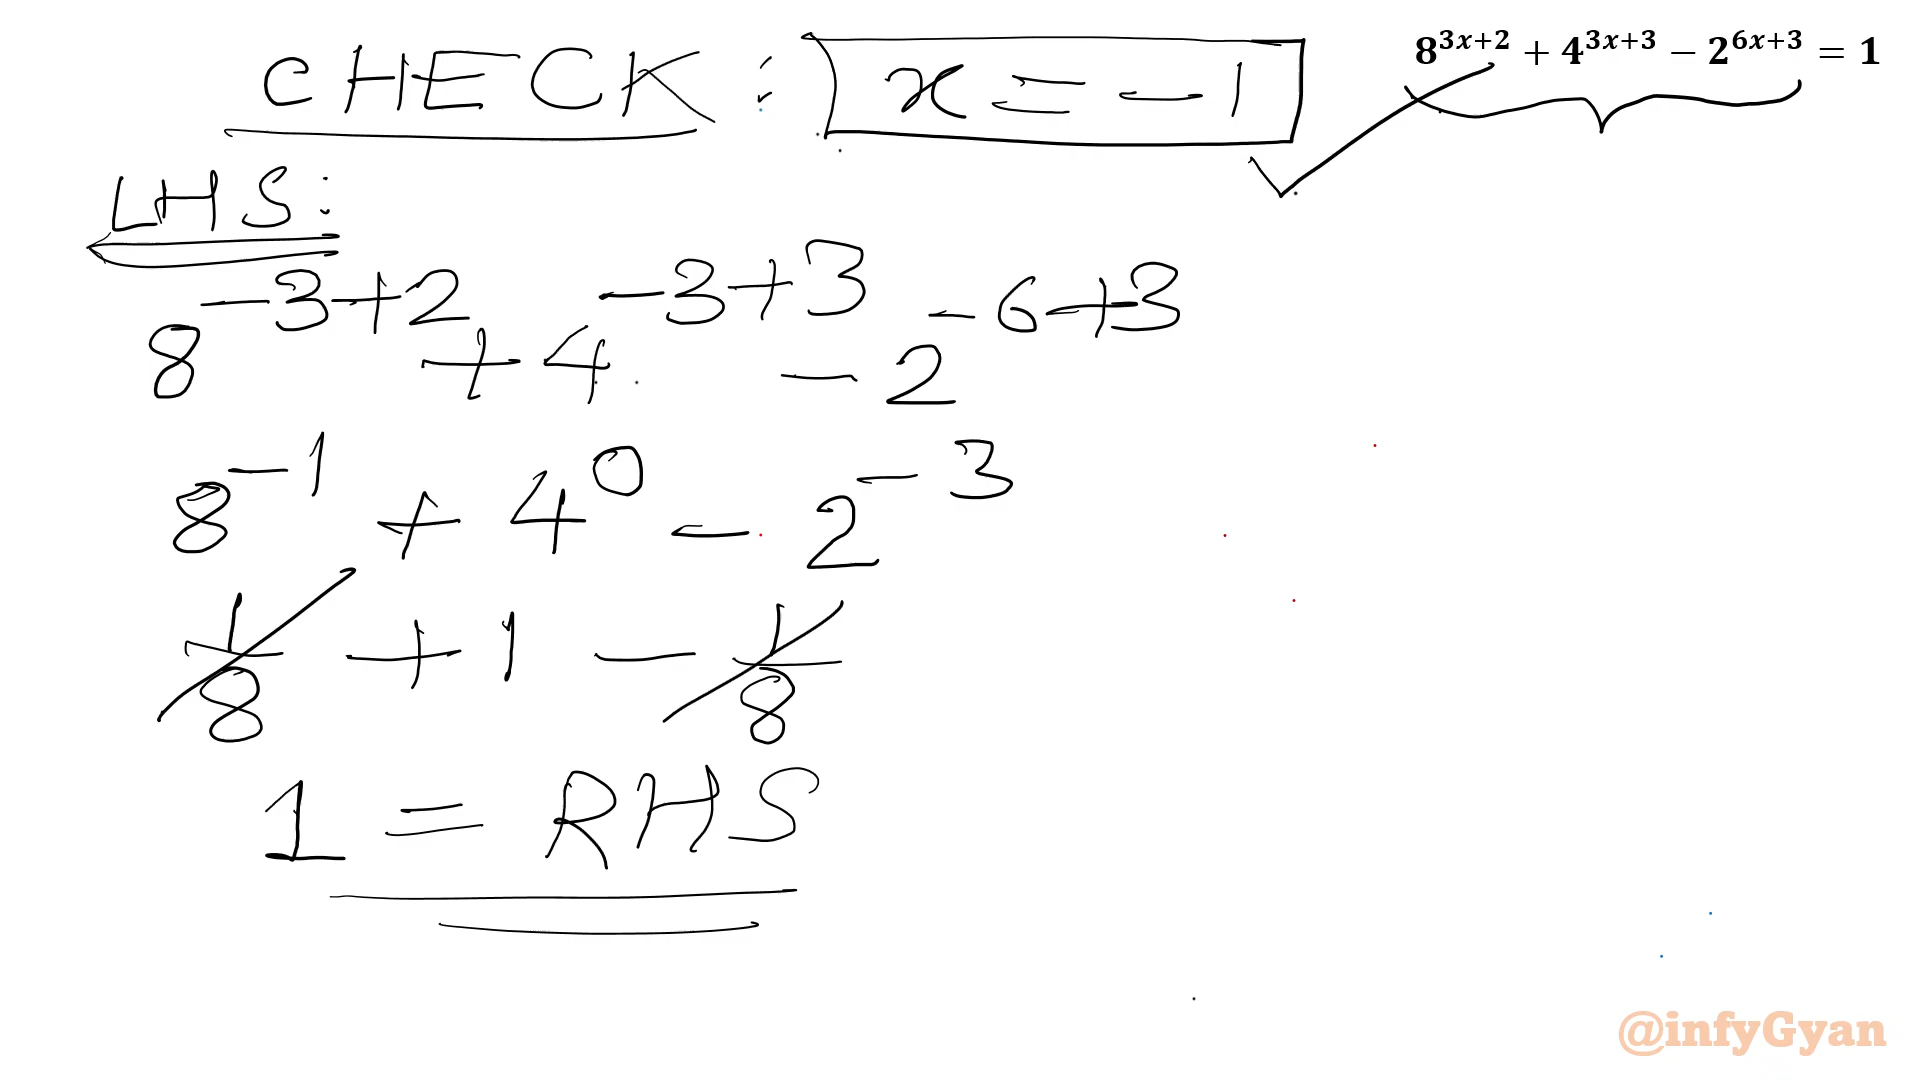 CHECK : x = -1
8^{3x+2} + 4^{3x+3} − 2^{6x+3} = 1
LHS:
8^{-3+2} + 4^{-3+3} - 2^{-6+3}
8^{-1} + 4^{0} - 2^{-3}
1/8 + 1 - 1/8
1 = RHS
@infyGyan